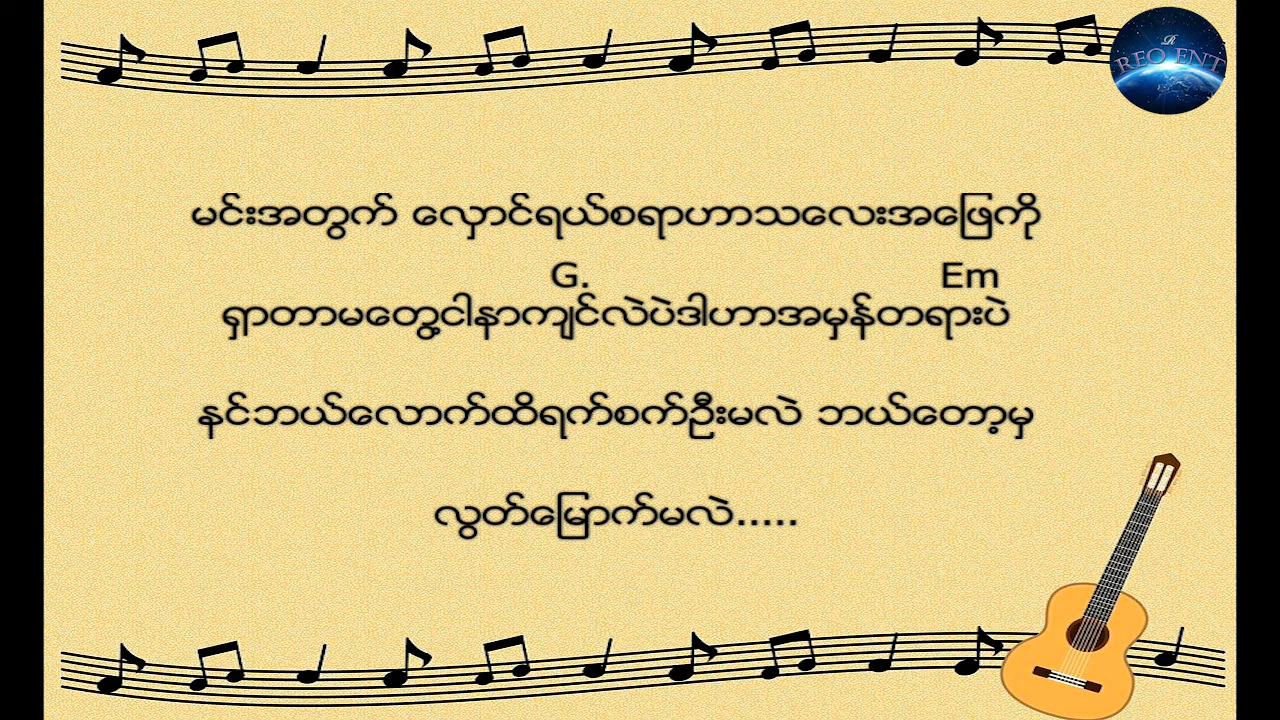 R
REO ENT
မင်းအတွက် လှောင်ရယ်စရာဟာသလေးအဖြေကို
G. Em
ရှာတာမတွေ့ငါနာကျင်လဲပဲဒါဟာအမှန်တရားပဲ
နင်ဘယ်လောက်ထိရက်စက်ဦးမလဲ ဘယ်တော့မှ
လွတ်မြောက်မလဲ.....